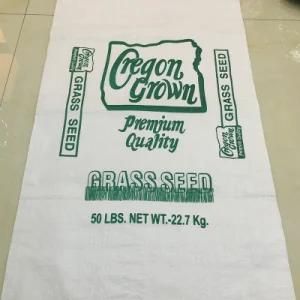 Oregon
Grown
Premium
Quality
GRASS SEED
50 LBS. NET WT.-22.7 Kg.
Oregon
Grown
GRASS SEED
Oregon
Grown
GRASS SEED